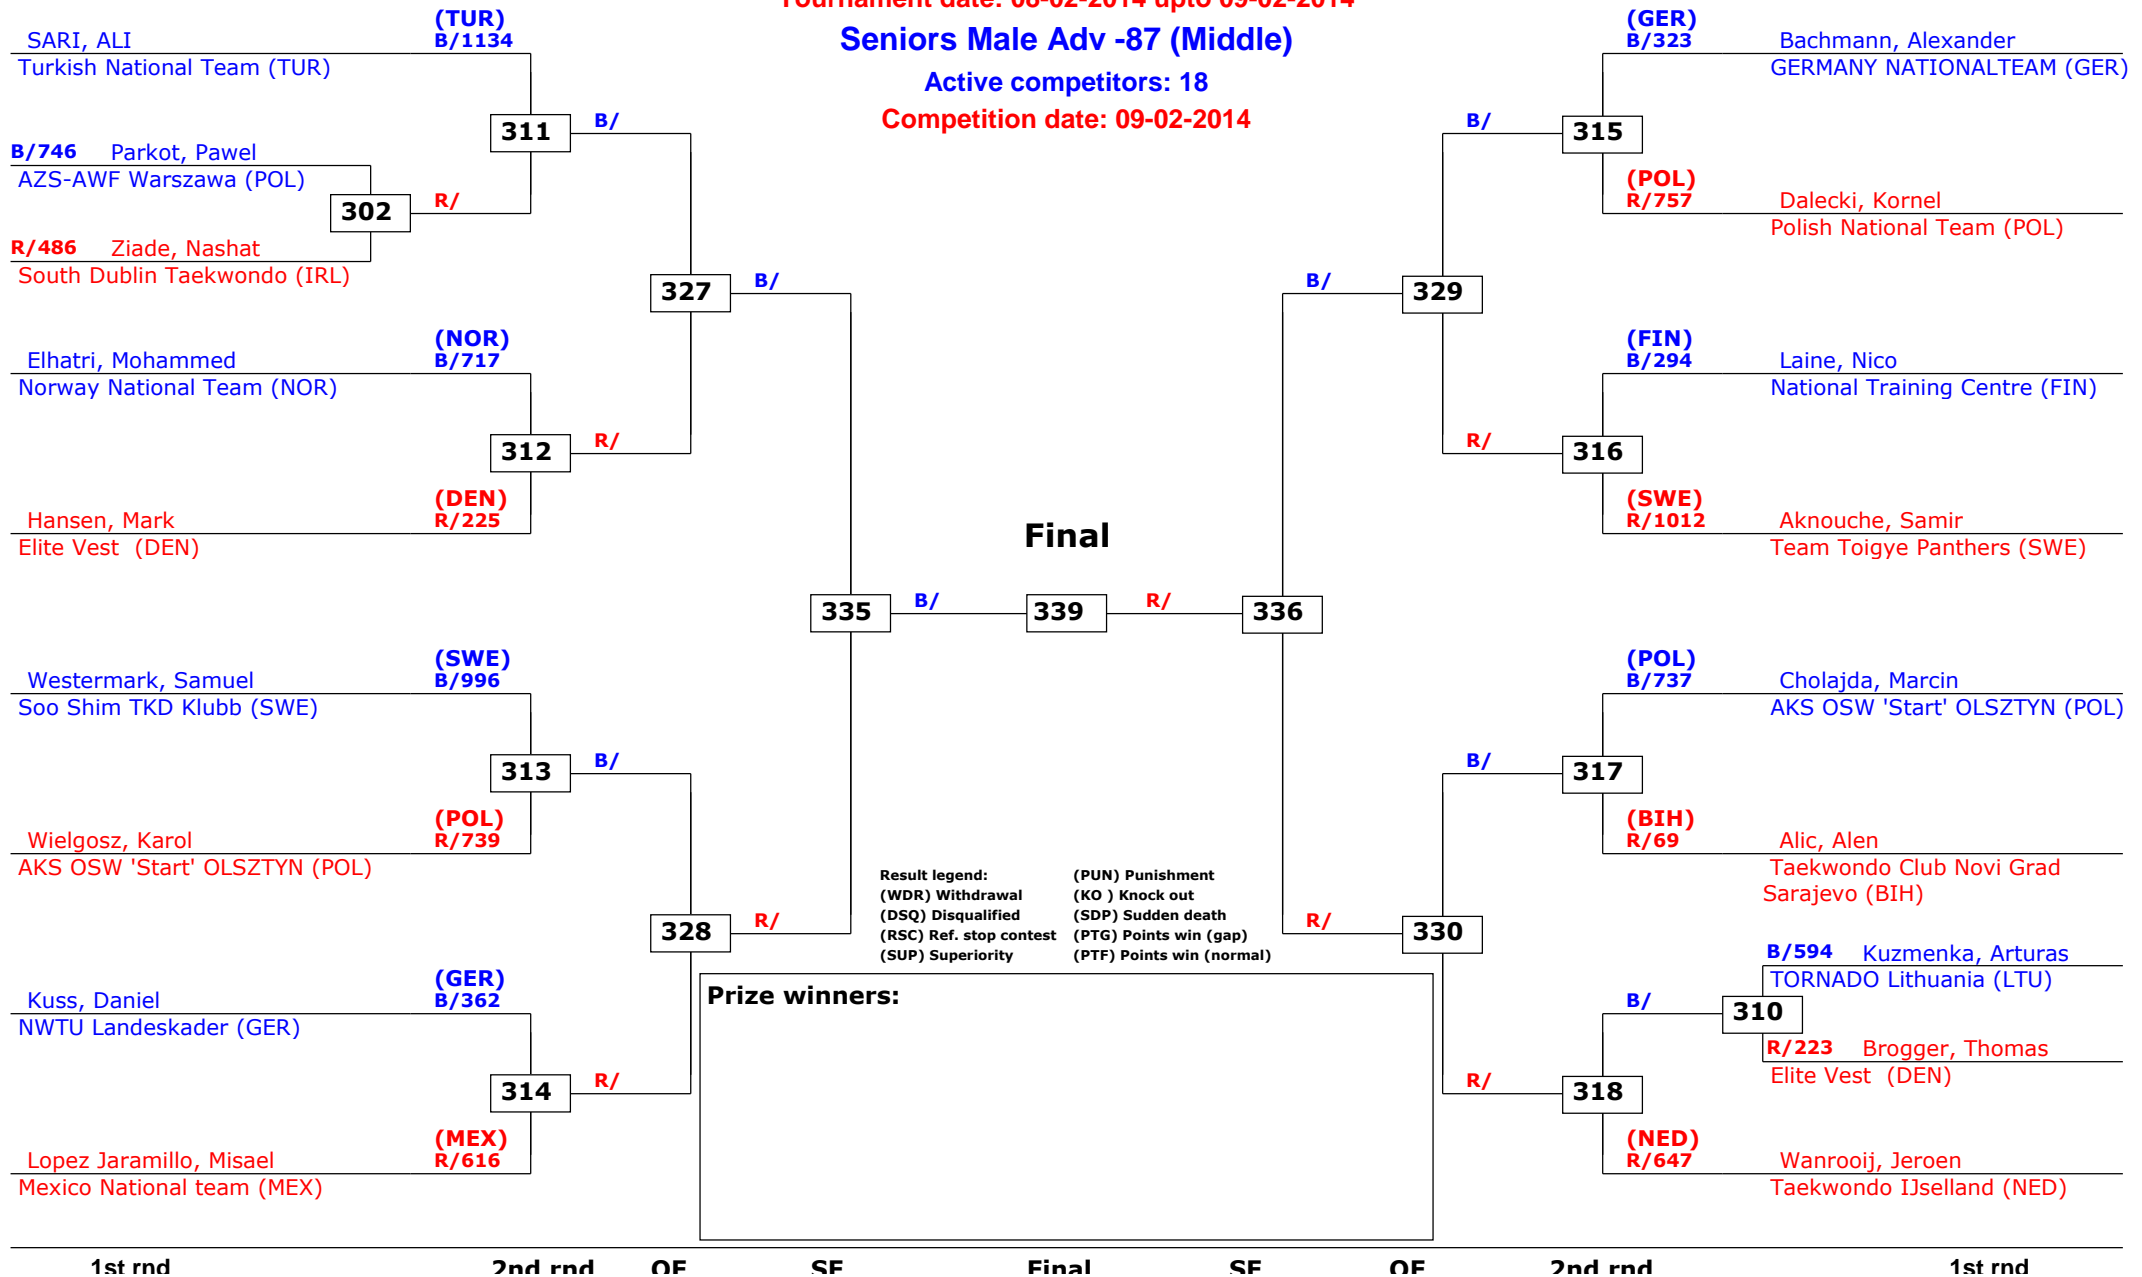 Tournament date: 08-02-2014 upto 09-02-2014
Seniors Male Adv -87 (Middle)
Active competitors: 18
Competition date: 09-02-2014
(TUR)
SARI, ALI B/1134
Turkish National Team (TUR)
311
B/
B/746 Parkot, Pawel
AZS-AWF Warszawa (POL)
302
R/
R/486 Ziade, Nashat
South Dublin Taekwondo (IRL)
327
B/
(NOR)
Elhatri, Mohammed B/717
Norway National Team (NOR)
312
R/
(DEN)
Hansen, Mark R/225
Elite Vest (DEN)
335
B/
(SWE)
Westermark, Samuel B/996
Soo Shim TKD Klubb (SWE)
313
B/
(POL)
Wielgosz, Karol R/739
AKS OSW 'Start' OLSZTYN (POL)
328
R/
(GER)
Kuss, Daniel B/362
NWTU Landeskader (GER)
314
R/
(MEX)
Lopez Jaramillo, Misael R/616
Mexico National team (MEX)
Final
339
(GER)
B/323 Bachmann, Alexander
GERMANY NATIONALTEAM (GER)
B/
315
(POL)
R/757 Dalecki, Kornel
Polish National Team (POL)
B/
329
(FIN)
B/294 Laine, Nico
National Training Centre (FIN)
R/
316
(SWE)
R/1012 Aknouche, Samir
Team Toigye Panthers (SWE)
R/
336
(POL)
B/737 Cholajda, Marcin
AKS OSW 'Start' OLSZTYN (POL)
B/
317
(BIH)
R/69 Alic, Alen
Taekwondo Club Novi Grad
Sarajevo (BIH)
R/
330
B/594 Kuzmenka, Arturas
TORNADO Lithuania (LTU)
B/
310
R/223 Brogger, Thomas
Elite Vest (DEN)
R/
318
(NED)
R/647 Wanrooij, Jeroen
Taekwondo IJselland (NED)
Result legend: (PUN) Punishment
(WDR) Withdrawal (KO ) Knock out
(DSQ) Disqualified (SDP) Sudden death
(RSC) Ref. stop contest (PTG) Points win (gap)
(SUP) Superiority (PTF) Points win (normal)
Prize winners:
1st rnd 2nd rnd QF SF Final SF QF 2nd rnd 1st rnd